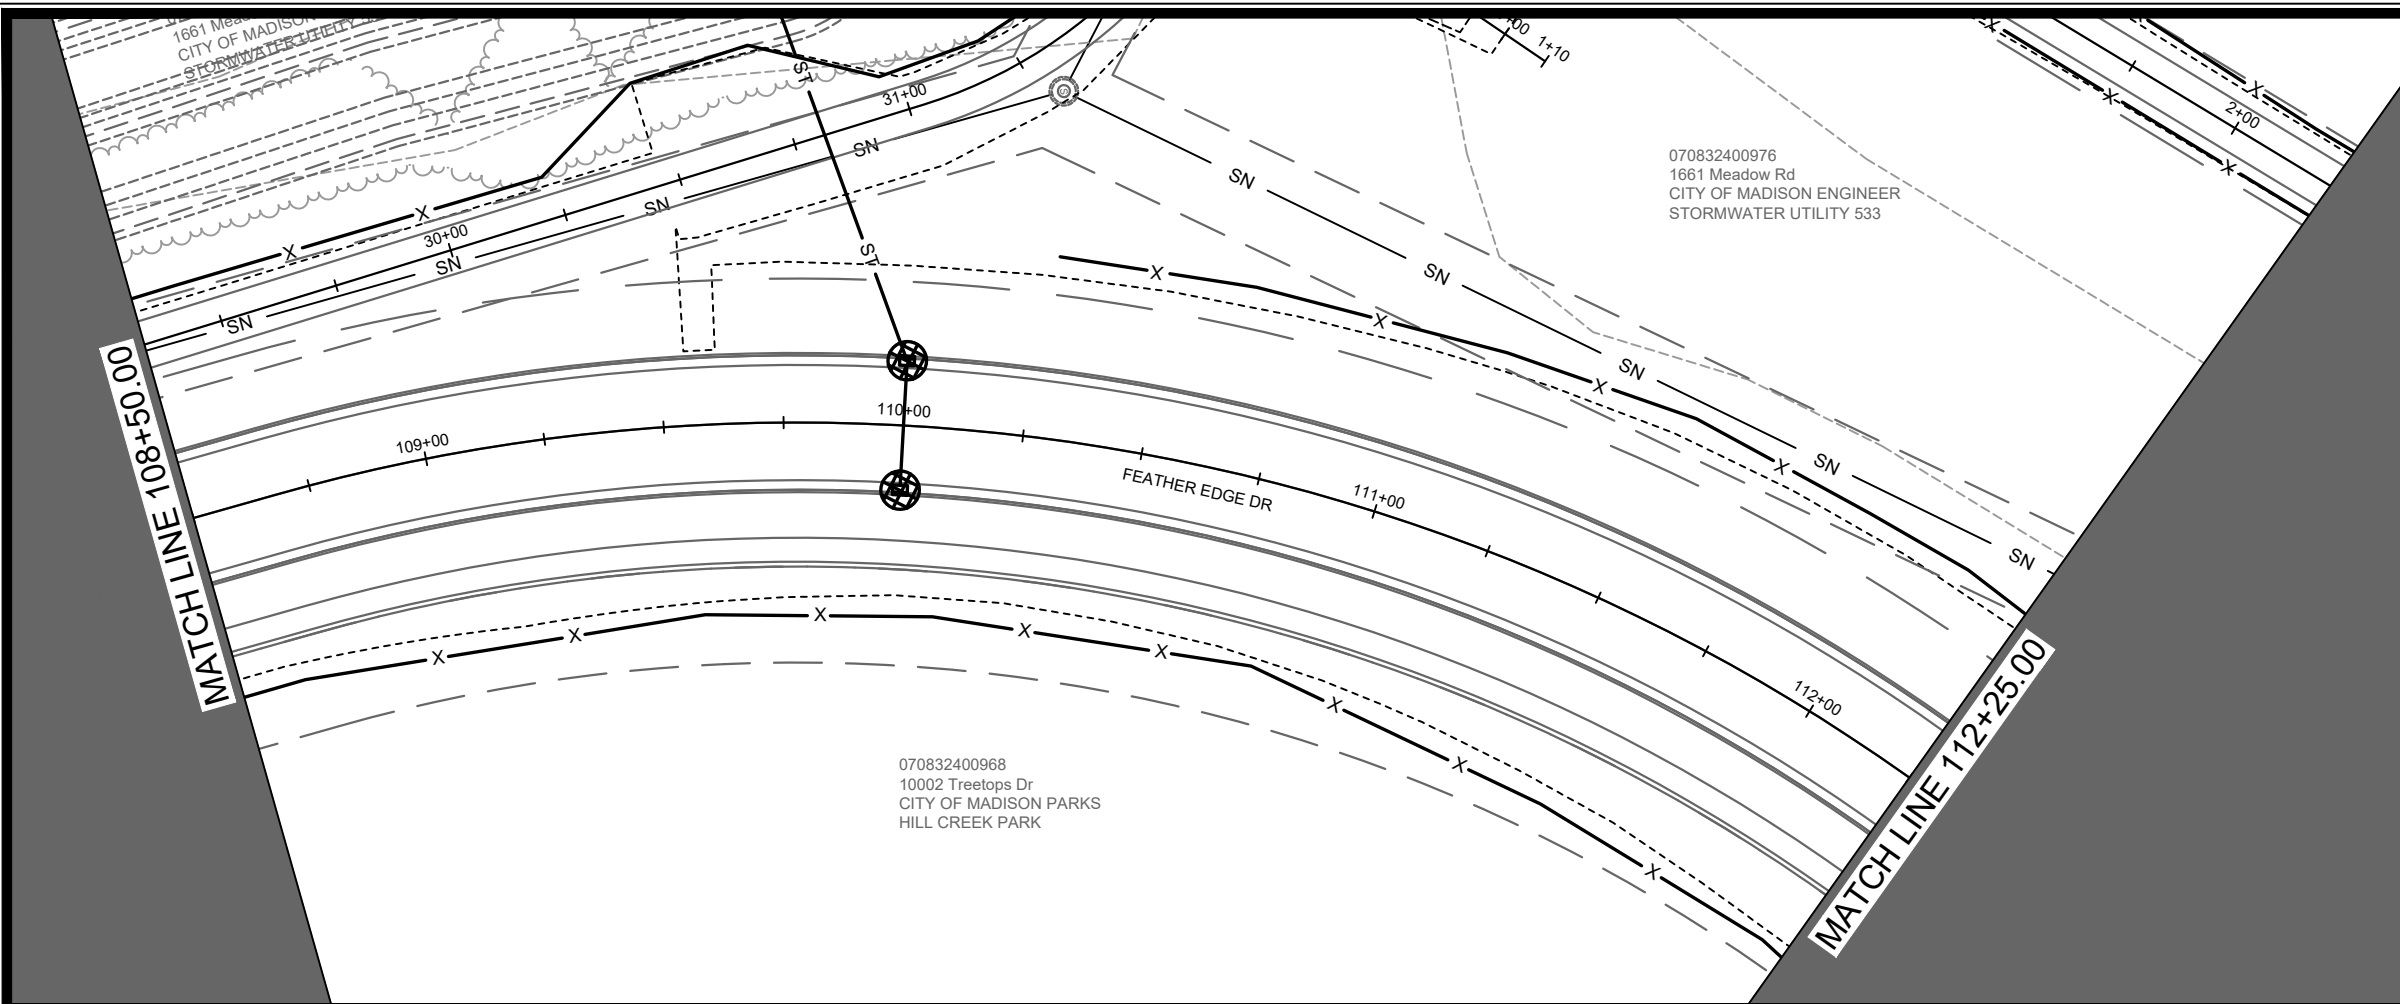 1661 Mead
CITY OF MADISON
STORMWATER UTILITY
ST
31+00
+00
1+10
X
X
X
X
2+00
SN
X
30+00
SN
SN
SN
X
SN
ST
070832400976
1661 Meadow Rd
CITY OF MADISON ENGINEER
STORMWATER UTILITY 533
SN
SN
SN
SN
SN
X
X
X
X
MATCH LINE 108+50.00
109+00
110+00
FEATHER EDGE DR
111+00
112+00
MATCH LINE 112+25.00
X
X
X
X
X
X
X
X
070832400968
10002 Treetops Dr
CITY OF MADISON PARKS
HILL CREEK PARK